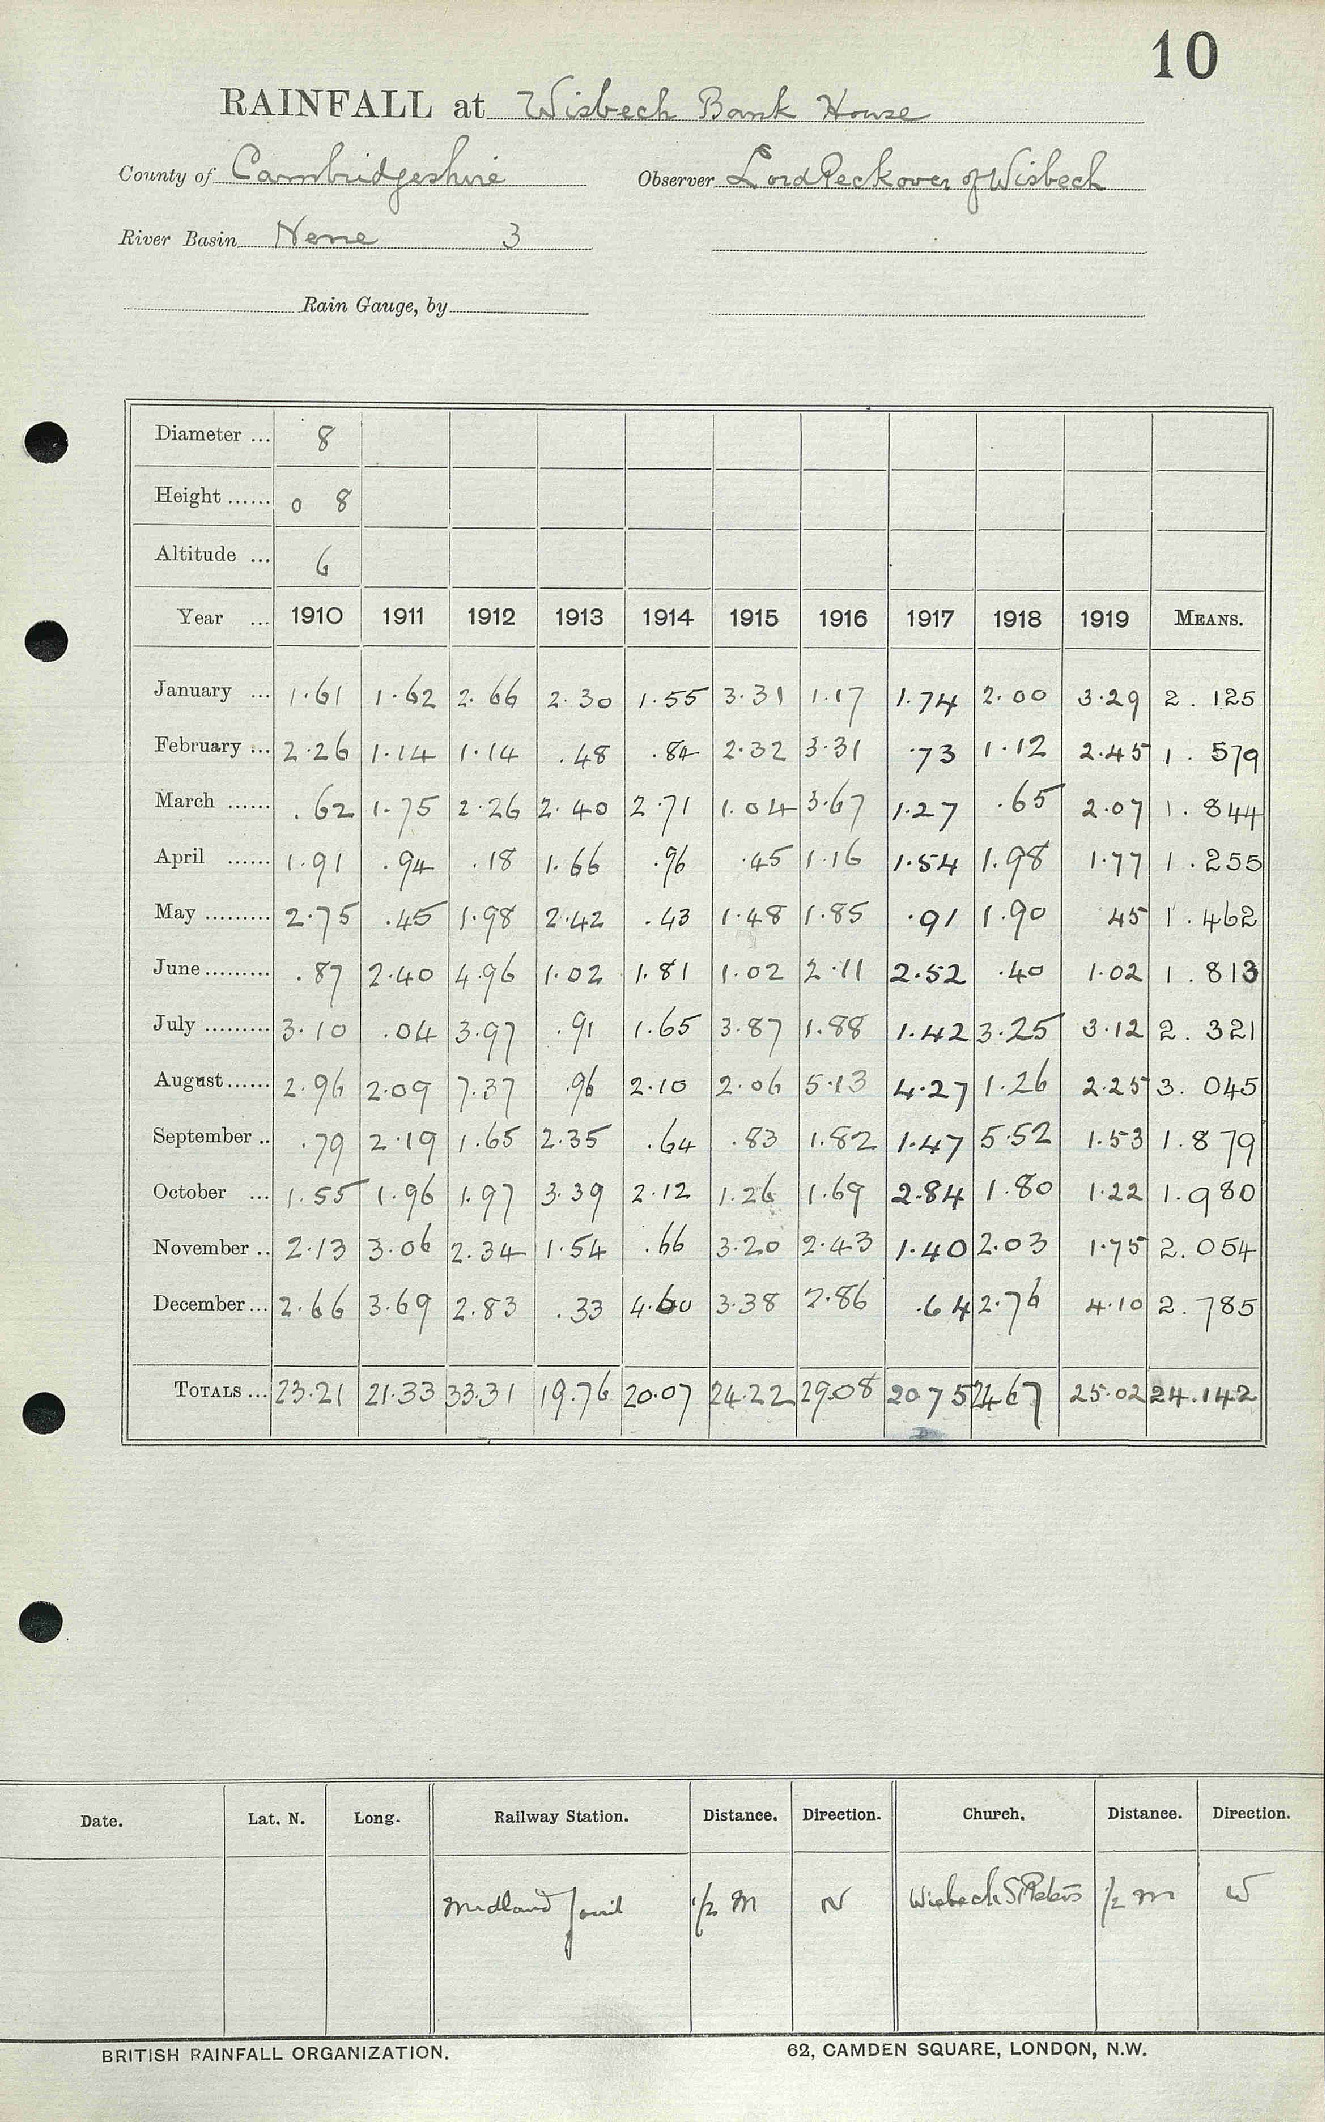 10
RAINFALL at Wisbech Bank House
County of Cambridgeshire Observer Lord Peckover of Wisbech
River Basin Nene 3
Rain Gauge, by
Diameter ... 8
Height ...... 0 8
Altitude ... 6
Year ... 1910 1911 1912 1913 1914 1915 1916 1917 1918 1919 MEANS.
January ... 1.61 1.62 2.66 2.30 1.55 3.31 1.17 1.74 2.00 3.29 2.125
February ... 2.26 1.14 1.14 .48 .84 2.32 3.31 .73 1.12 2.45 1.579
March ...... .62 1.75 2.26 2.40 2.71 1.04 3.67 1.27 .65 2.07 1.844
April ...... 1.91 .94 .18 1.66 .96 .45 1.16 1.54 1.98 1.77 1.255
May ......... 2.75 .45 1.98 2.42 .43 1.48 1.85 .91 1.90 45 1.462
June ......... .87 2.40 4.96 1.02 1.81 1.02 2.11 2.52 .40 1.02 1.813
July ......... 3.10 .04 3.97 .91 1.65 3.87 1.88 1.42 3.25 3.12 2.321
August ...... 2.96 2.09 7.37 .96 2.10 2.06 5.13 4.27 1.26 2.25 3.045
September .. .79 2.19 1.65 2.35 .64 .83 1.82 1.47 5.52 1.53 1.879
October ... 1.55 1.96 1.97 3.39 2.12 1.26 1.69 2.84 1.80 1.22 1.980
November .. 2.13 3.06 2.34 1.54 .66 3.20 2.43 1.40 2.03 1.75 2.054
December ... 2.66 3.69 2.83 .33 4.60 3.38 2.86 .64 2.76 4.10 2.785
TOTALS ... 23.21 21.33 33.31 19.76 20.07 24.22 29.08 20 75 24.67 25.02 24.142
Date. Lat. N. Long. Railway Station. Distance. Direction. Church. Distance. Direction.
Midland 1/2 M N Wisbech St Peters 1/2 m W
BRITISH RAINFALL ORGANIZATION. 62, CAMDEN SQUARE, LONDON, N.W.